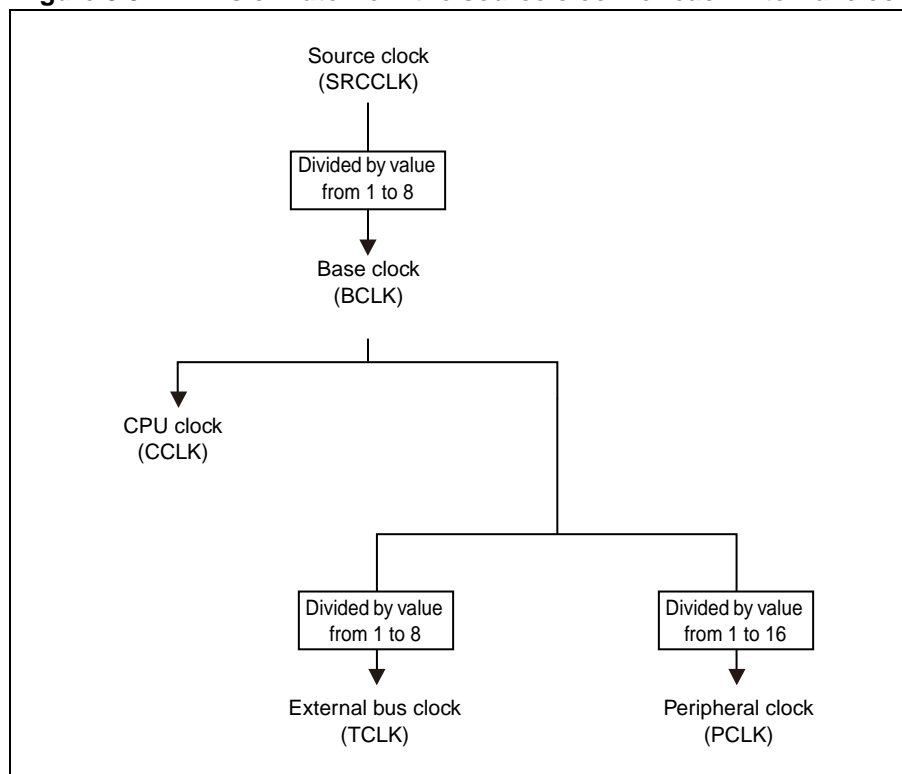 Source clock
(SRCCLK)
Divided by value
from 1 to 8
Base clock
(BCLK)
CPU clock
(CCLK)
Divided by value
from 1 to 8
Divided by value
from 1 to 16
External bus clock
(TCLK)
Peripheral clock
(PCLK)